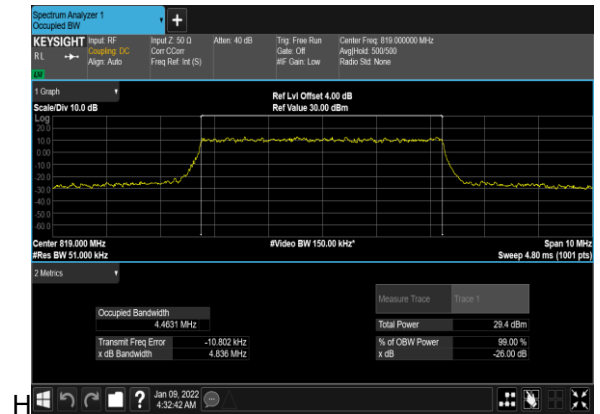 Spectrum Analyzer 1
Occupied BW
+
KEYSIGHT Input: RF Input Z: 50 Ω Atten: 40 dB Trig: Free Run Center Freq: 819.000000 MHz
RL Coupling: DC Corr CCorr Gate: Off Avg|Hold: 500/500
Align: Auto Freq Ref: Int (S) #IF Gain: Low Radio Std: None
1 Graph
Ref Lvl Offset 4.00 dB
Scale/Div 10.0 dB Ref Value 30.00 dBm
Log
20.0
10.0
0.00
-10.0
-20.0
-30.0
-40.0
-50.0
-60.0
Center 819.000 MHz #Video BW 150.00 kHz* Span 10 MHz
#Res BW 51.000 kHz Sweep 4.80 ms (1001 pts)
2 Metrics
Measure Trace Trace 1
Occupied Bandwidth
4.4631 MHz Total Power 29.4 dBm
Transmit Freq Error -10.802 kHz % of OBW Power 99.00 %
x dB Bandwidth 4.836 MHz x dB -26.00 dB
H
? Jan 09, 2022
4:32:42 AM